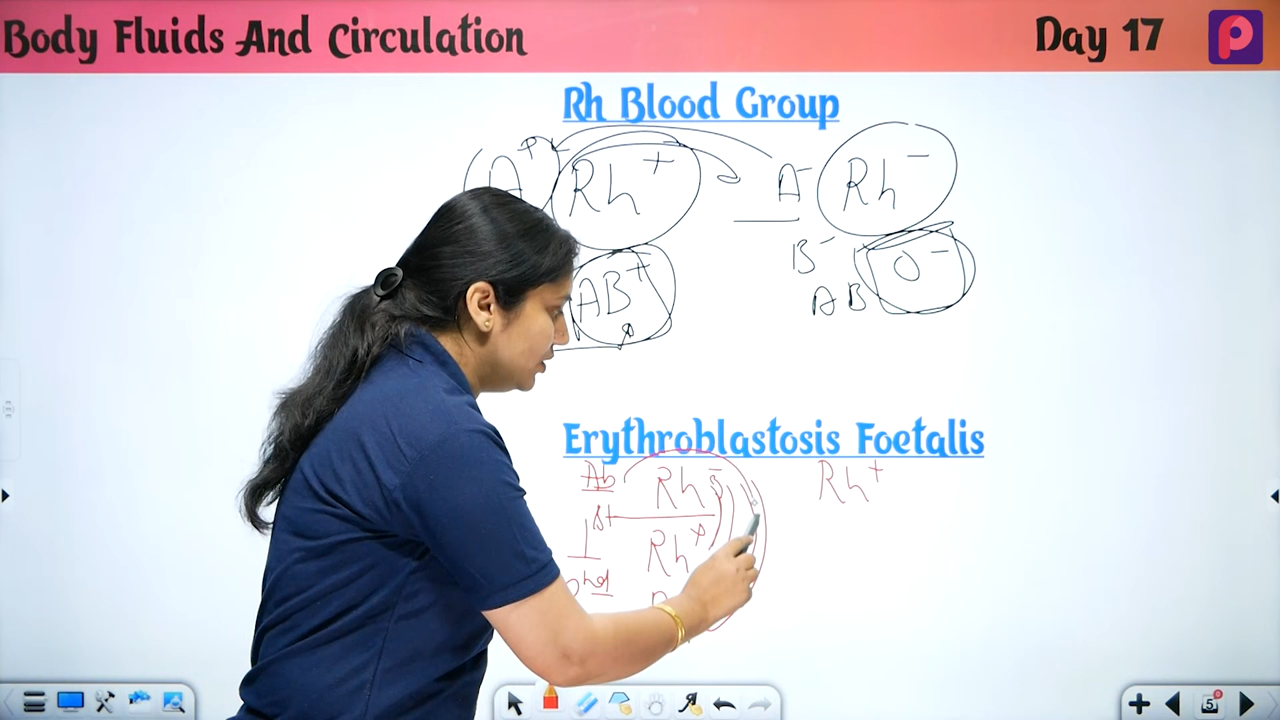 Body Fluids And Circulation Day 17
Rh Blood Group
A+ Rh+ A- Rh-
B- O-
AB+ AB
Erythroblastosis Foetalis
Ab Rh- Rh+
1st Rh+
2nd
5